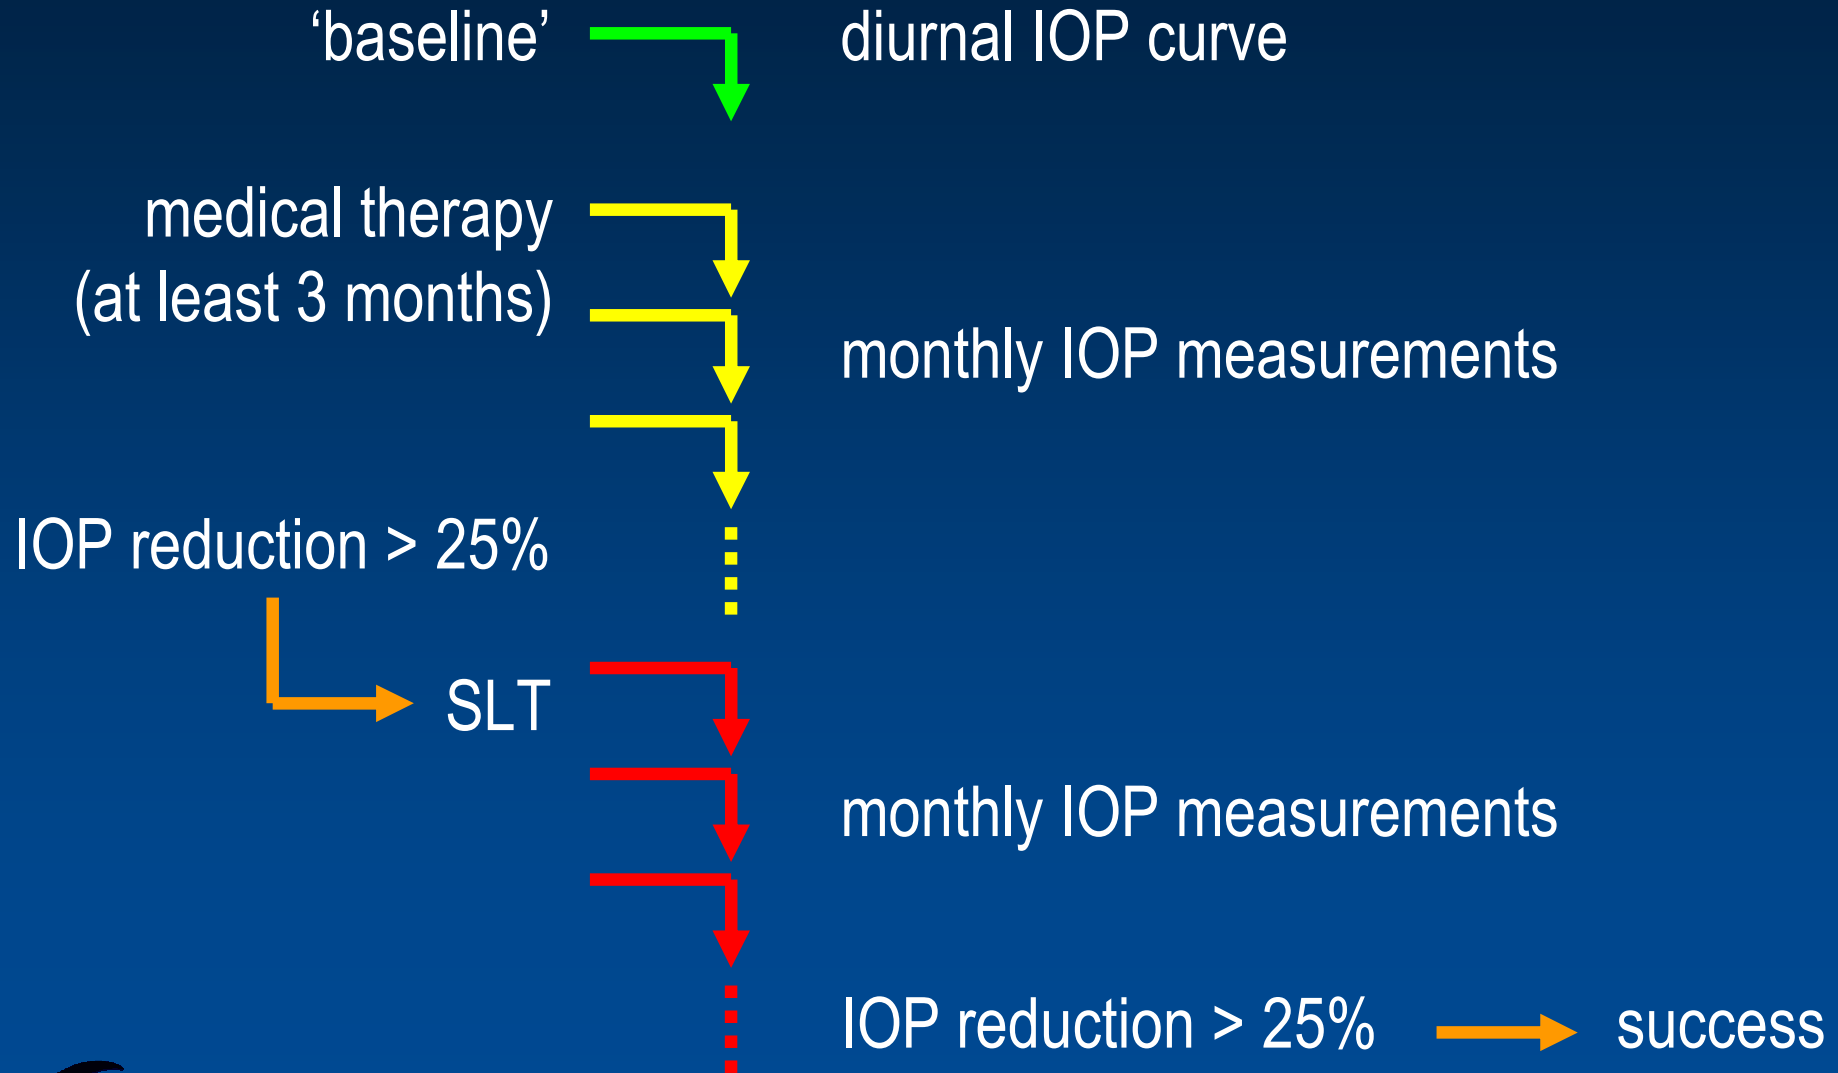 ‘baseline’
diurnal IOP curve
medical therapy
(at least 3 months)
monthly IOP measurements
IOP reduction > 25%
SLT
monthly IOP measurements
IOP reduction > 25%
success